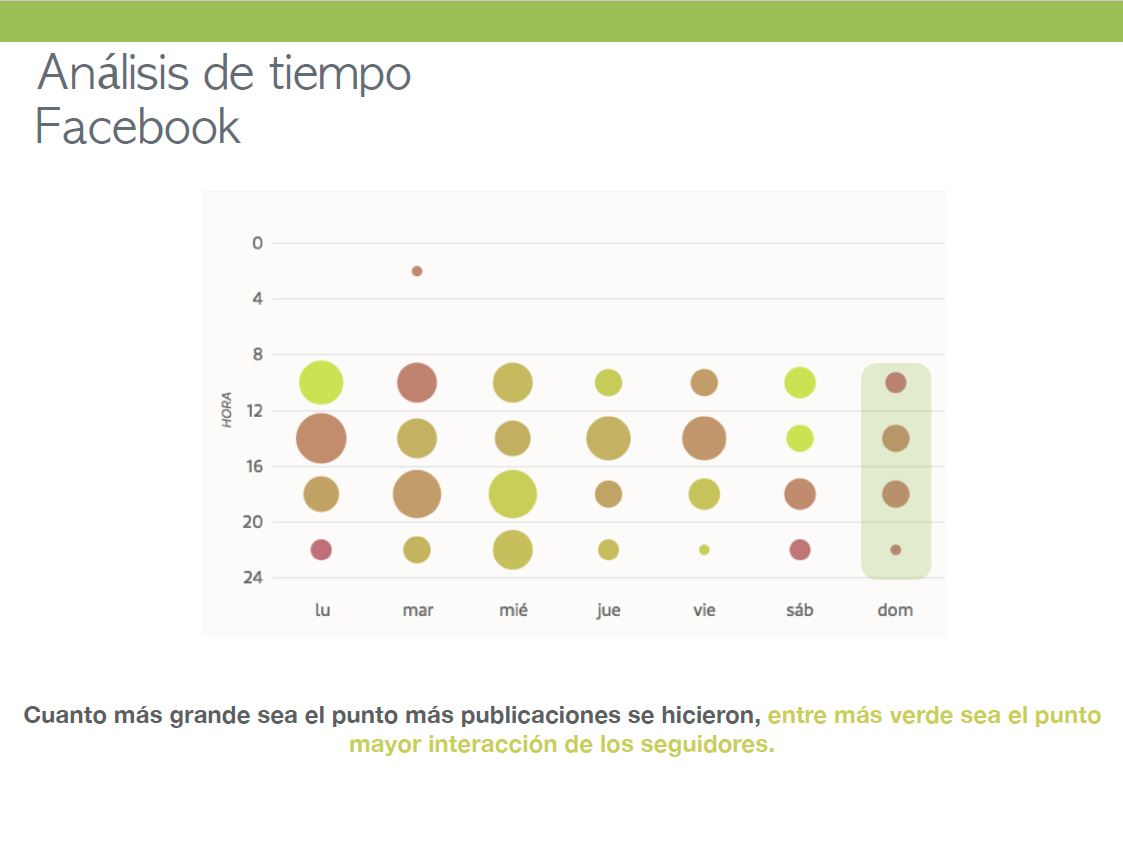 Análisis de tiempo
Facebook
0
4
8
12
16
20
24
HORA
lu mar mié jue vie sáb dom
Cuanto más grande sea el punto más publicaciones se hicieron, entre más verde sea el punto
mayor interacción de los seguidores.